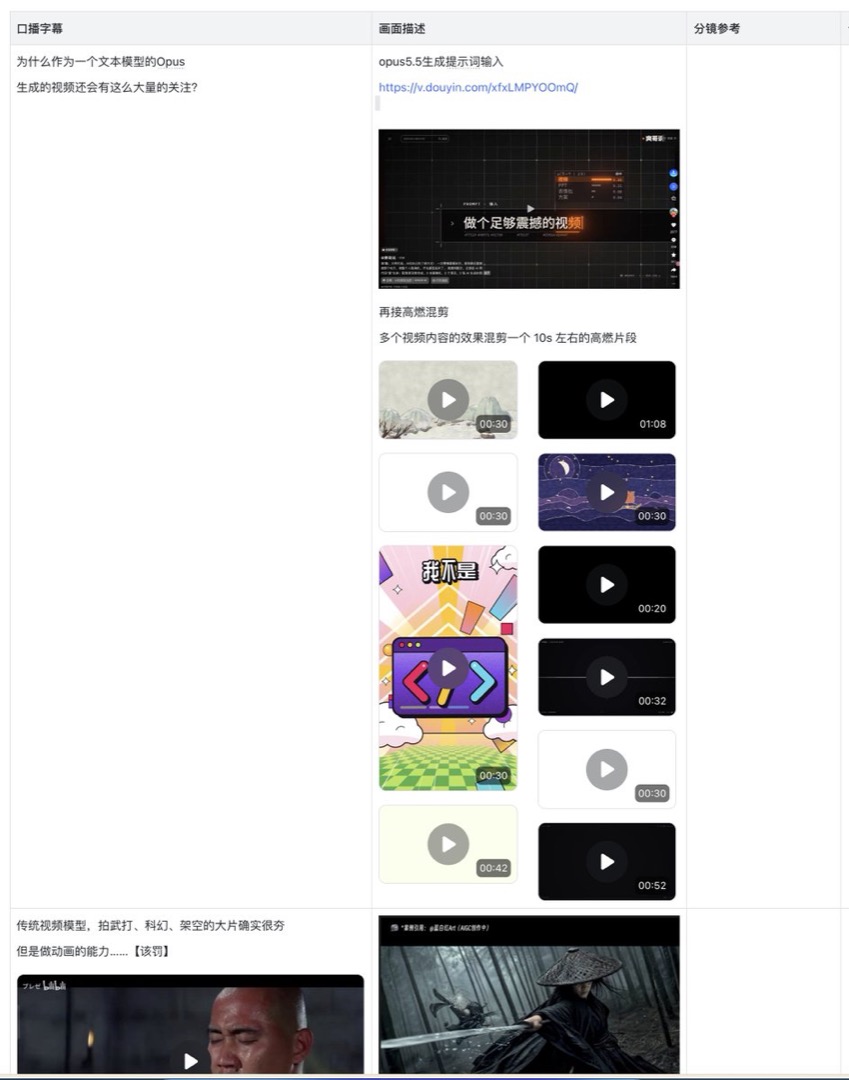 口播字幕
画面描述
分镜参考
为什么作为一个文本模型的Opus
生成的视频还会有这么大量的关注?
opus5.5生成提示词输入
https://v.douyin.com/xfxLMPYOOmQ/
做个足够震撼的视频
再接高燃混剪
多个视频内容的效果混剪一个 10s 左右的高燃片段
00:30
01:08
00:30
00:30
我不是
00:30
00:20
00:32
00:30
00:42
00:52
传统视频模型，拍武打、科幻、架空的大片确实很夯
但是做动画的能力......【该罚】
bilibili